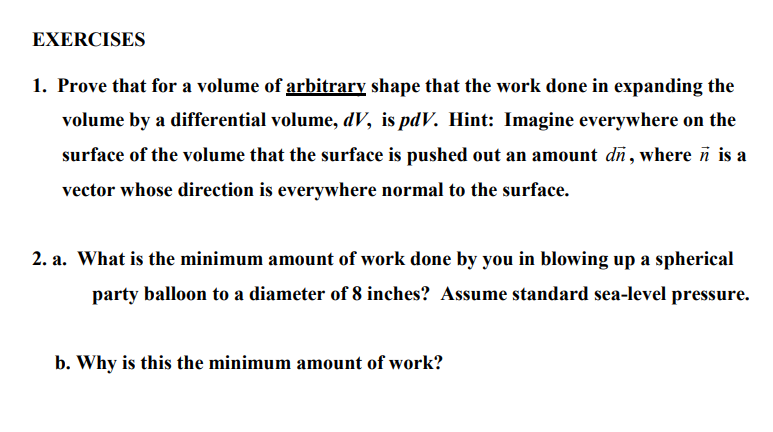 EXERCISES
1. Prove that for a volume of arbitrary shape that the work done in expanding the
volume by a differential volume, dV, is pdV. Hint: Imagine everywhere on the
surface of the volume that the surface is pushed out an amount dn⃗, where n⃗ is a
vector whose direction is everywhere normal to the surface.
2. a. What is the minimum amount of work done by you in blowing up a spherical
party balloon to a diameter of 8 inches? Assume standard sea-level pressure.
b. Why is this the minimum amount of work?